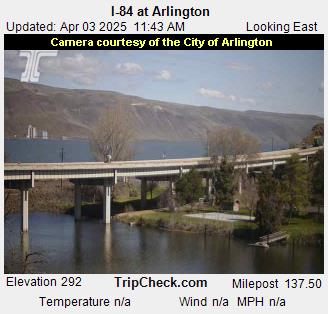 I-84 at Arlington
Updated: Apr 03 2025 11:43 AM Looking East
Camera courtesy of the City of Arlington
Elevation 292 TripCheck.com Milepost 137.50
Temperature n/a Wind n/a MPH n/a